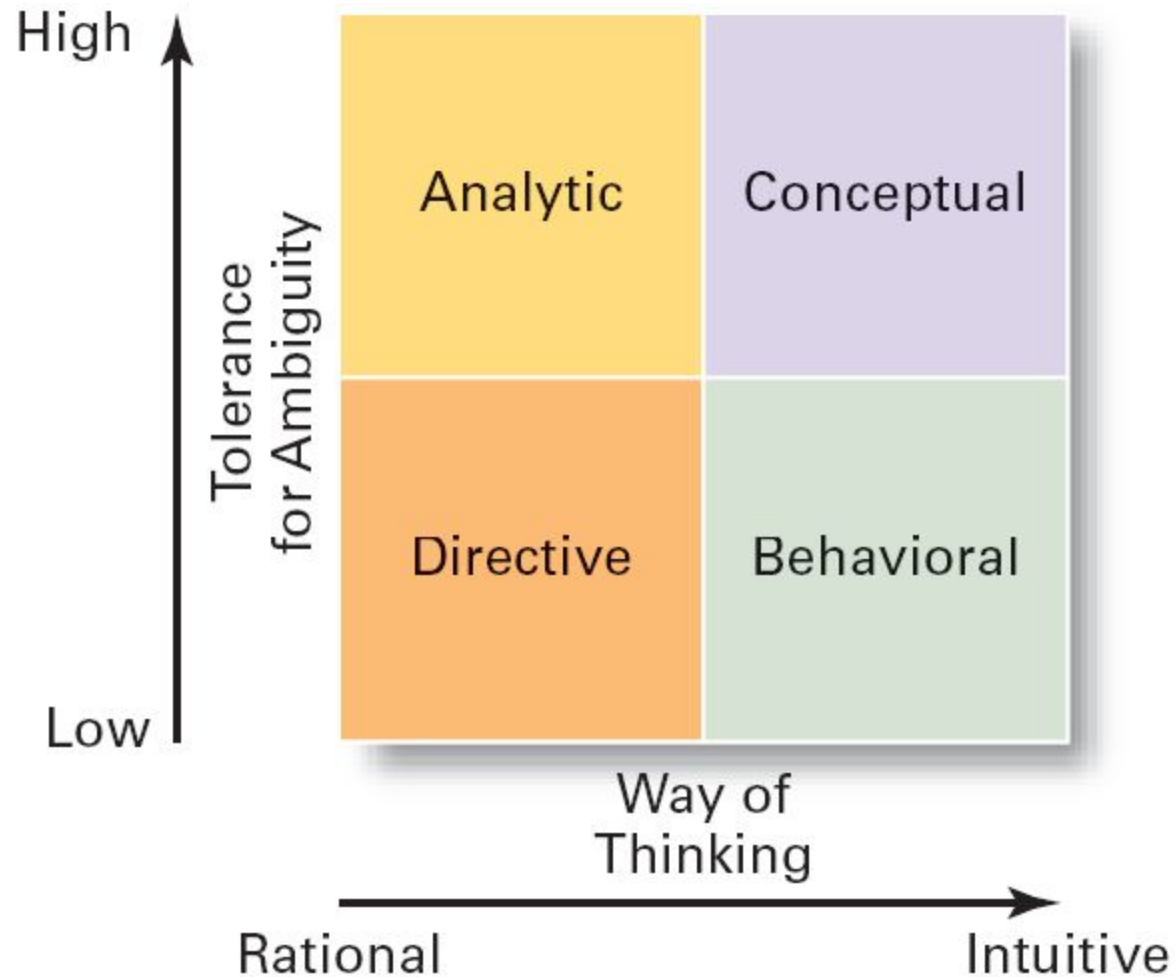 High
Analytic
Conceptual
Tolerance
for Ambiguity
Directive
Behavioral
Low
Way of
Thinking
Rational
Intuitive